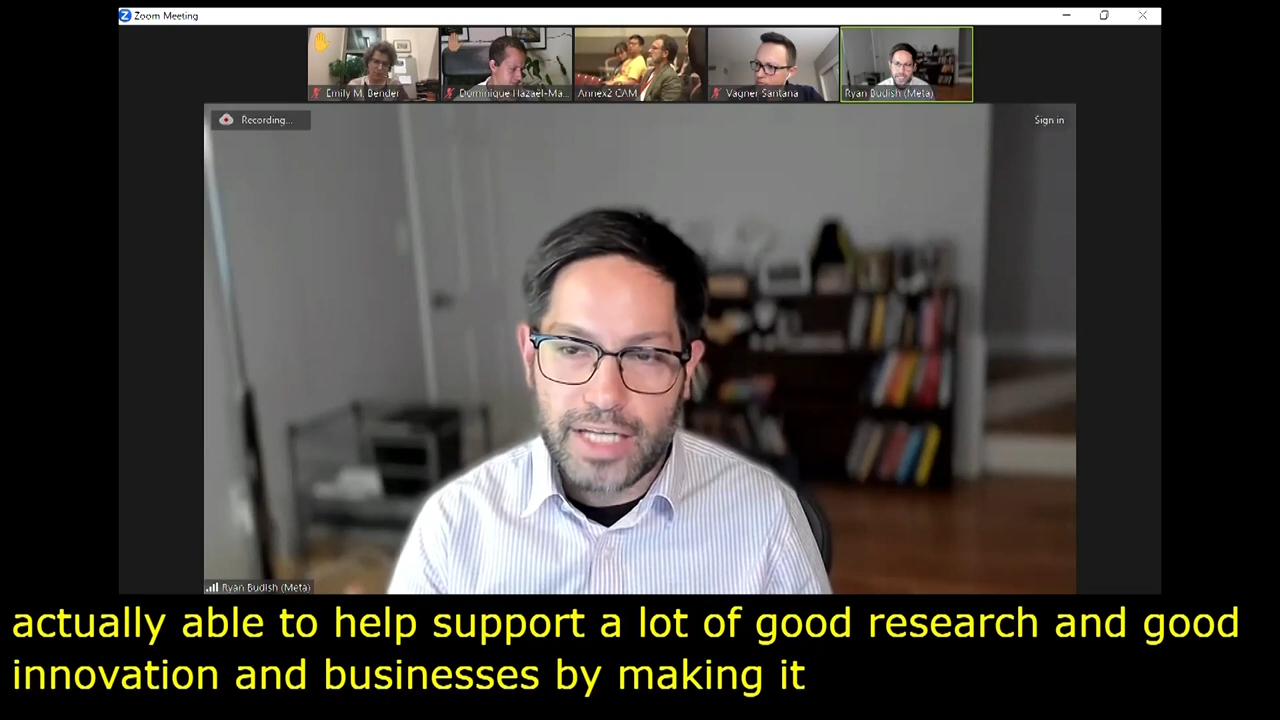 Zoom Meeting
Emily M. Bender
Dominique Hazaël-Ma...
Annex2 CAM
Vagner Santana
Ryan Budish (Meta)
Recording...
Sign in
Ryan Budish (Meta)
actually able to help support a lot of good research and good
innovation and businesses by making it